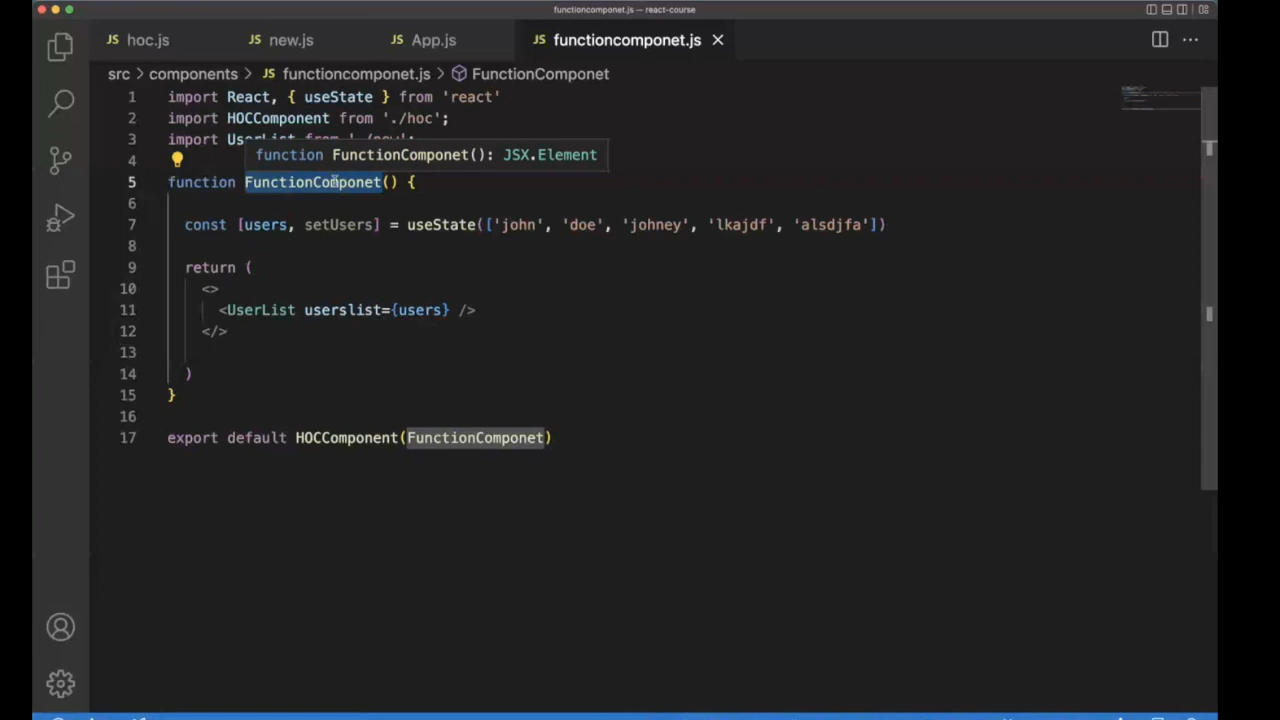 functioncomponet.js — react-course
JS hoc.js JS new.js JS App.js JS functioncomponet.js
src > components > JS functioncomponet.js > FunctionComponet
1 import React, { useState } from 'react'
2 import HOCComponent from './hoc';
3 import UserList from './new';
function FunctionComponet(): JSX.Element
4
5 function FunctionComponet() {
6
7 const [users, setUsers] = useState(['john', 'doe', 'johney', 'lkajdf', 'alsdjfa'])
8
9 return (
10 <>
11 <UserList userslist={users} />
12 </>
13
14 )
15 }
16
17 export default HOCComponent(FunctionComponet)